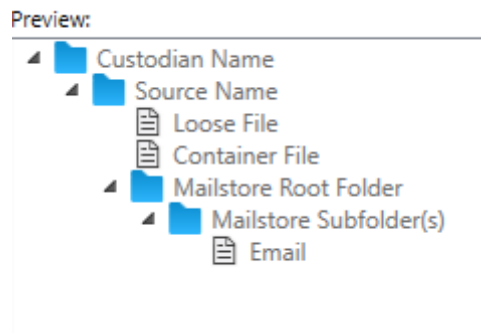 Preview:
Custodian Name
Source Name
Loose File
Container File
Mailstore Root Folder
Mailstore Subfolder(s)
Email